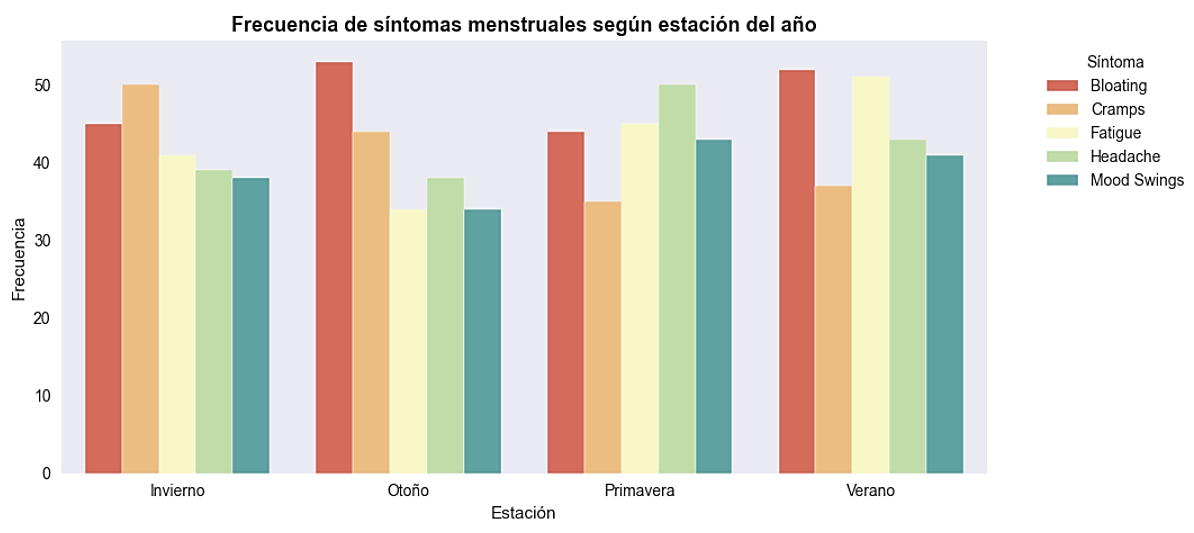 Frecuencia de síntomas menstruales según estación del año
Síntoma
Bloating
Cramps
Fatigue
Headache
Mood Swings
Frecuencia
50
40
30
20
10
0
Invierno
Otoño
Primavera
Verano
Estación